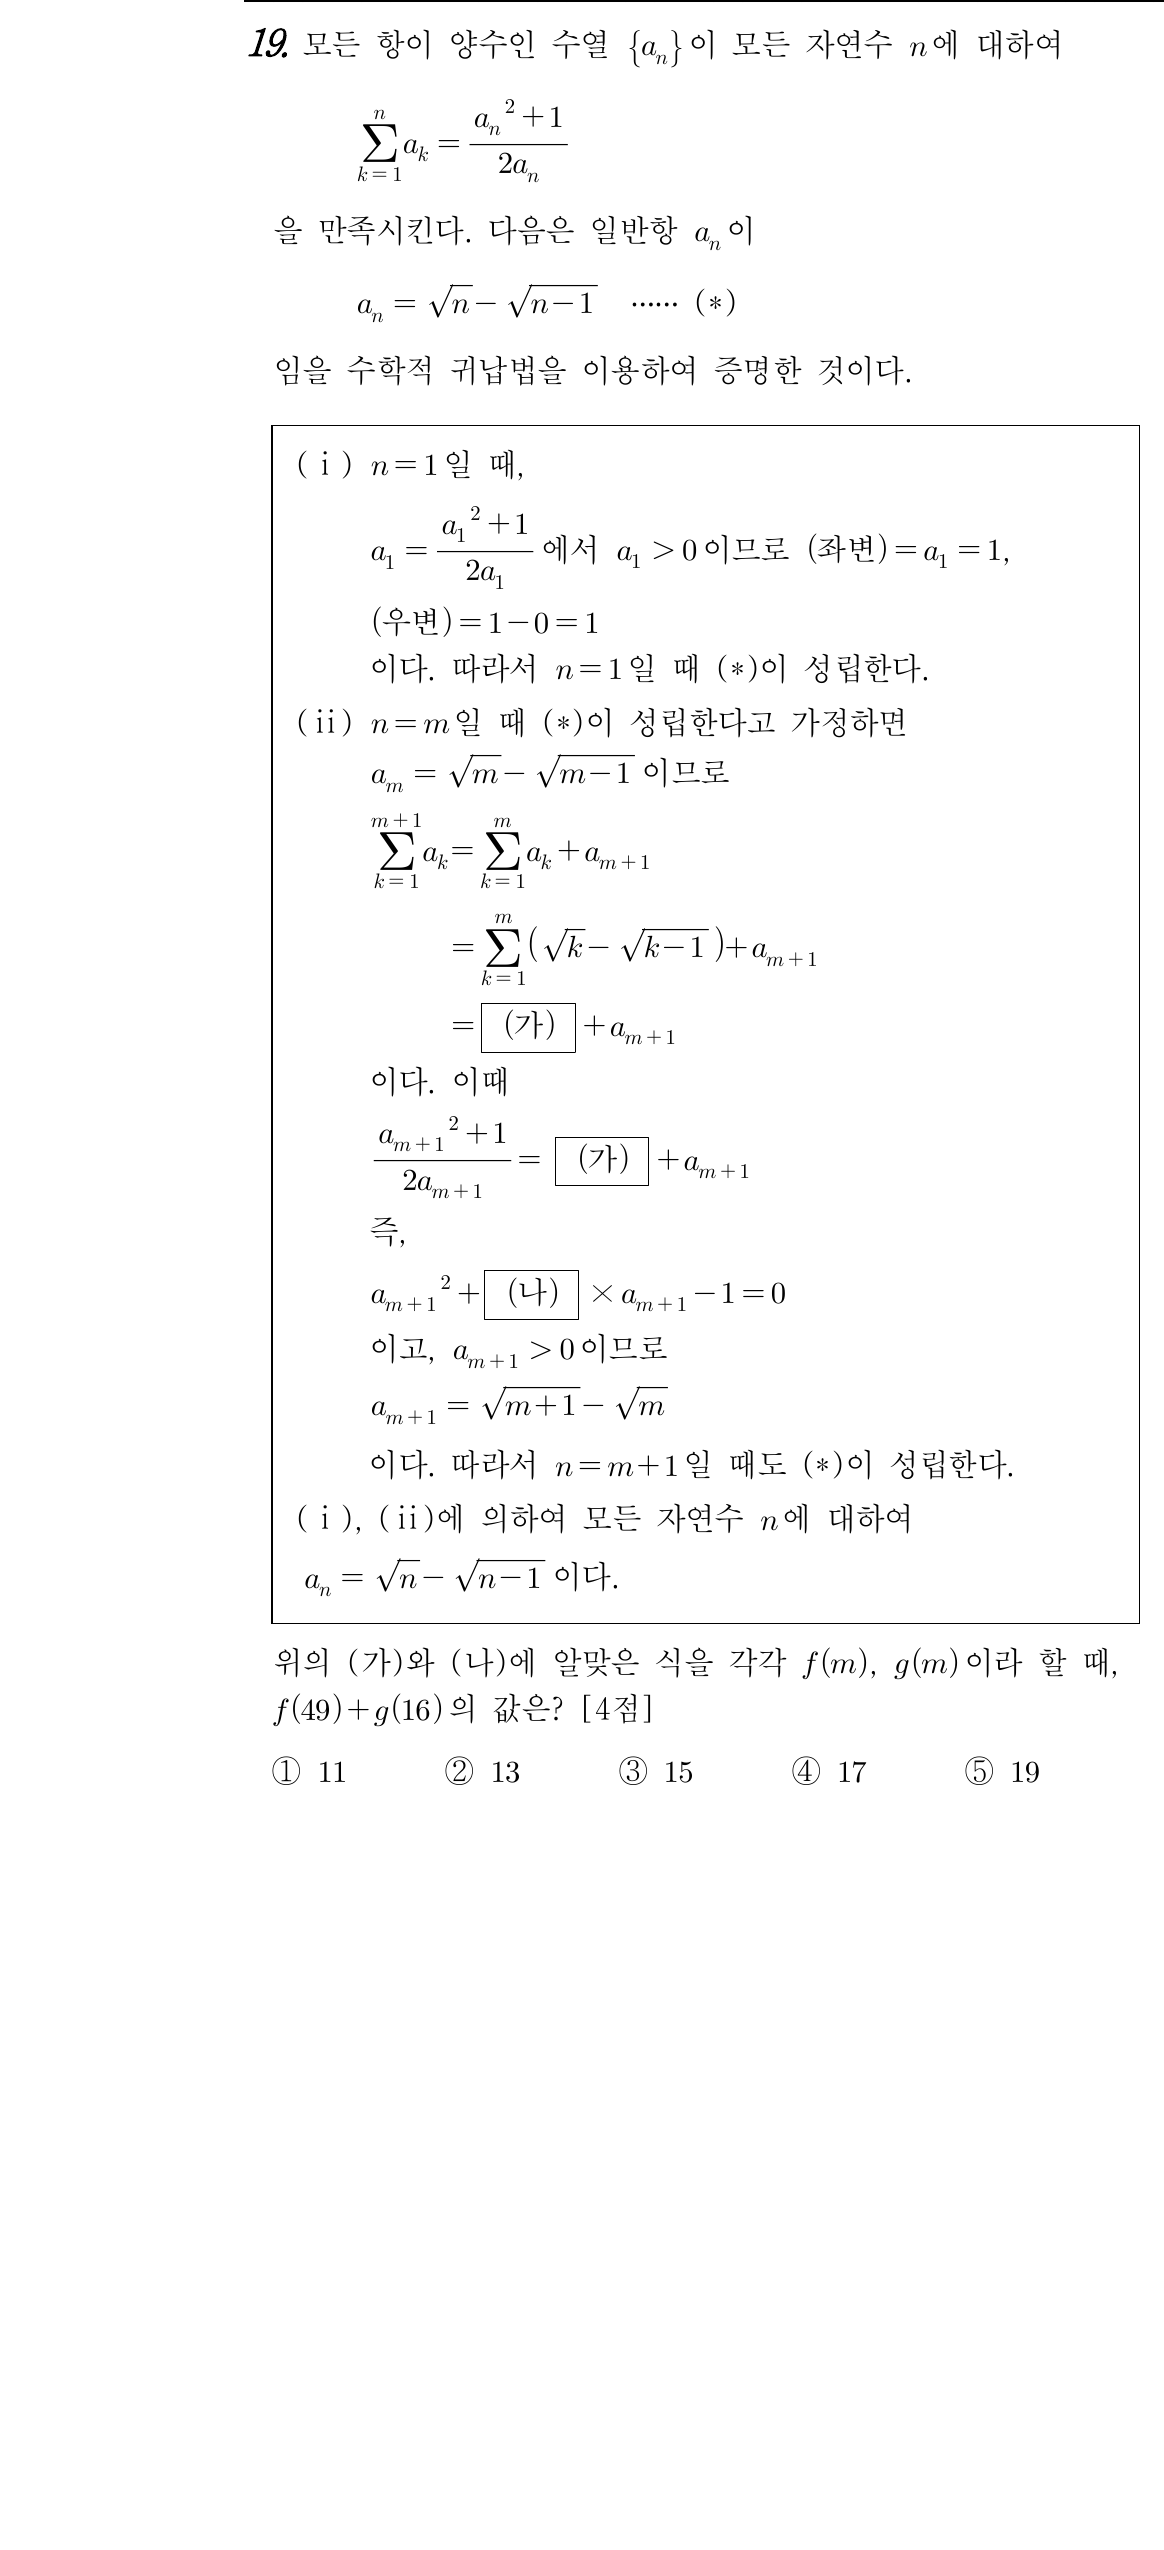 19. 모든 항이 양수인 수열 {aₙ}이 모든 자연수 n에 대하여
$\sum_{k=1}^{n} a_k = \frac{a_n^2+1}{2a_n}$
을 만족시킨다. 다음은 일반항 aₙ이
$a_n = \sqrt{n} - \sqrt{n-1}$ ⋯⋯ (*)
임을 수학적 귀납법을 이용하여 증명한 것이다.
(ⅰ) n=1일 때,
$a_1 = \frac{a_1^2+1}{2a_1}$에서 $a_1 > 0$이므로 (좌변)=$a_1$=1,
(우변)=1−0=1
이다. 따라서 n=1일 때 (*)이 성립한다.
(ⅱ) n=m일 때 (*)이 성립한다고 가정하면
$a_m = \sqrt{m} - \sqrt{m-1}$이므로
$\sum_{k=1}^{m+1} a_k = \sum_{k=1}^{m} a_k + a_{m+1}$
$= \sum_{k=1}^{m} (\sqrt{k} - \sqrt{k-1}) + a_{m+1}$
= (가) $+ a_{m+1}$
이다. 이때
$\frac{a_{m+1}^2+1}{2a_{m+1}}$ = (가) $+ a_{m+1}$
즉,
$a_{m+1}^2 +$ (나) $\times a_{m+1} - 1 = 0$
이고, $a_{m+1} > 0$이므로
$a_{m+1} = \sqrt{m+1} - \sqrt{m}$
이다. 따라서 n=m+1일 때도 (*)이 성립한다.
(ⅰ), (ⅱ)에 의하여 모든 자연수 n에 대하여
$a_n = \sqrt{n} - \sqrt{n-1}$이다.
위의 (가)와 (나)에 알맞은 식을 각각 f(m), g(m)이라 할 때,
f(49)+g(16)의 값은? [4점]
① 11 ② 13 ③ 15 ④ 17 ⑤ 19